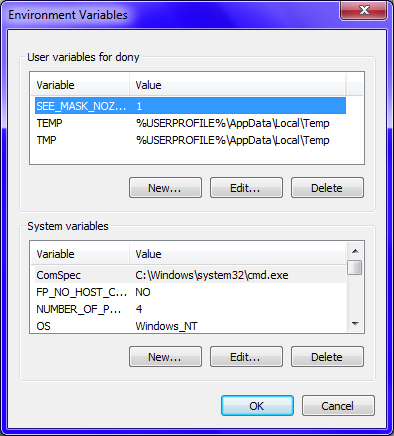 Environment Variables
User variables for dony
Variable Value
SEE_MASK_NOZ... 1
TEMP %USERPROFILE%\AppData\Local\Temp
TMP %USERPROFILE%\AppData\Local\Temp
New... Edit... Delete
System variables
Variable Value
ComSpec C:\Windows\system32\cmd.exe
FP_NO_HOST_C... NO
NUMBER_OF_P... 4
OS Windows_NT
New... Edit... Delete
OK Cancel